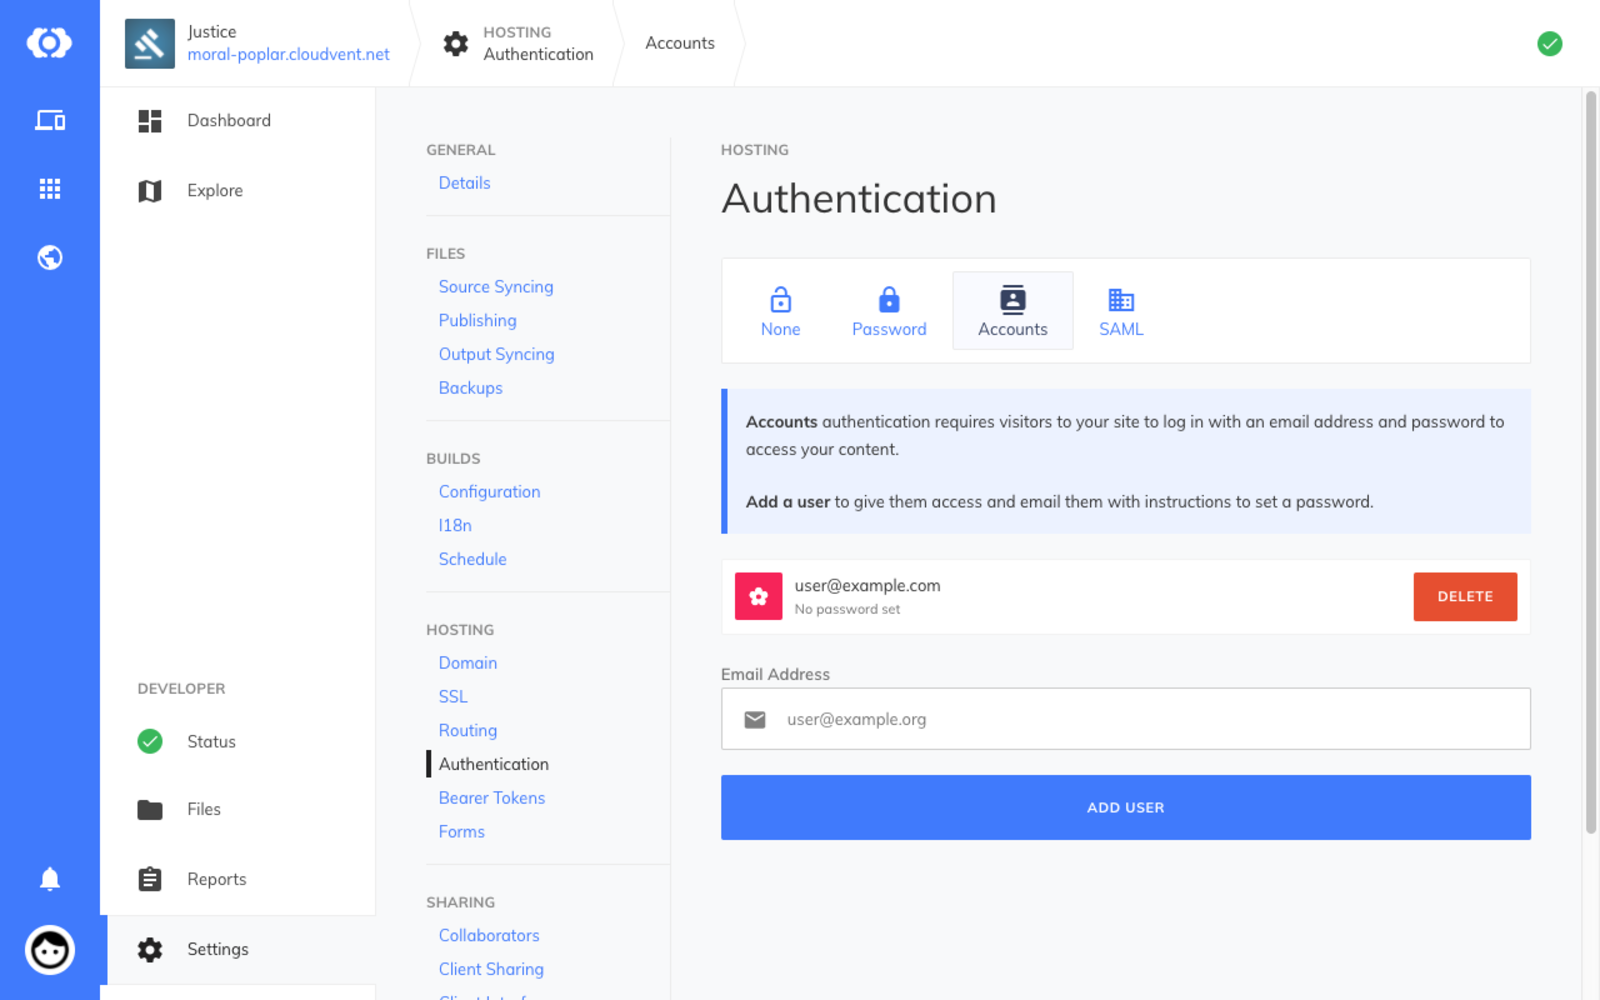 Justice
moral-poplar.cloudvent.net
HOSTING
Authentication
Accounts
Dashboard
Explore
DEVELOPER
Status
Files
Reports
Settings
GENERAL
Details
FILES
Source Syncing
Publishing
Output Syncing
Backups
BUILDS
Configuration
I18n
Schedule
HOSTING
Domain
SSL
Routing
Authentication
Bearer Tokens
Forms
SHARING
Collaborators
Client Sharing
HOSTING
Authentication
None
Password
Accounts
SAML
Accounts authentication requires visitors to your site to log in with an email address and password to
access your content.
Add a user to give them access and email them with instructions to set a password.
user@example.com
No password set
DELETE
Email Address
user@example.org
ADD USER